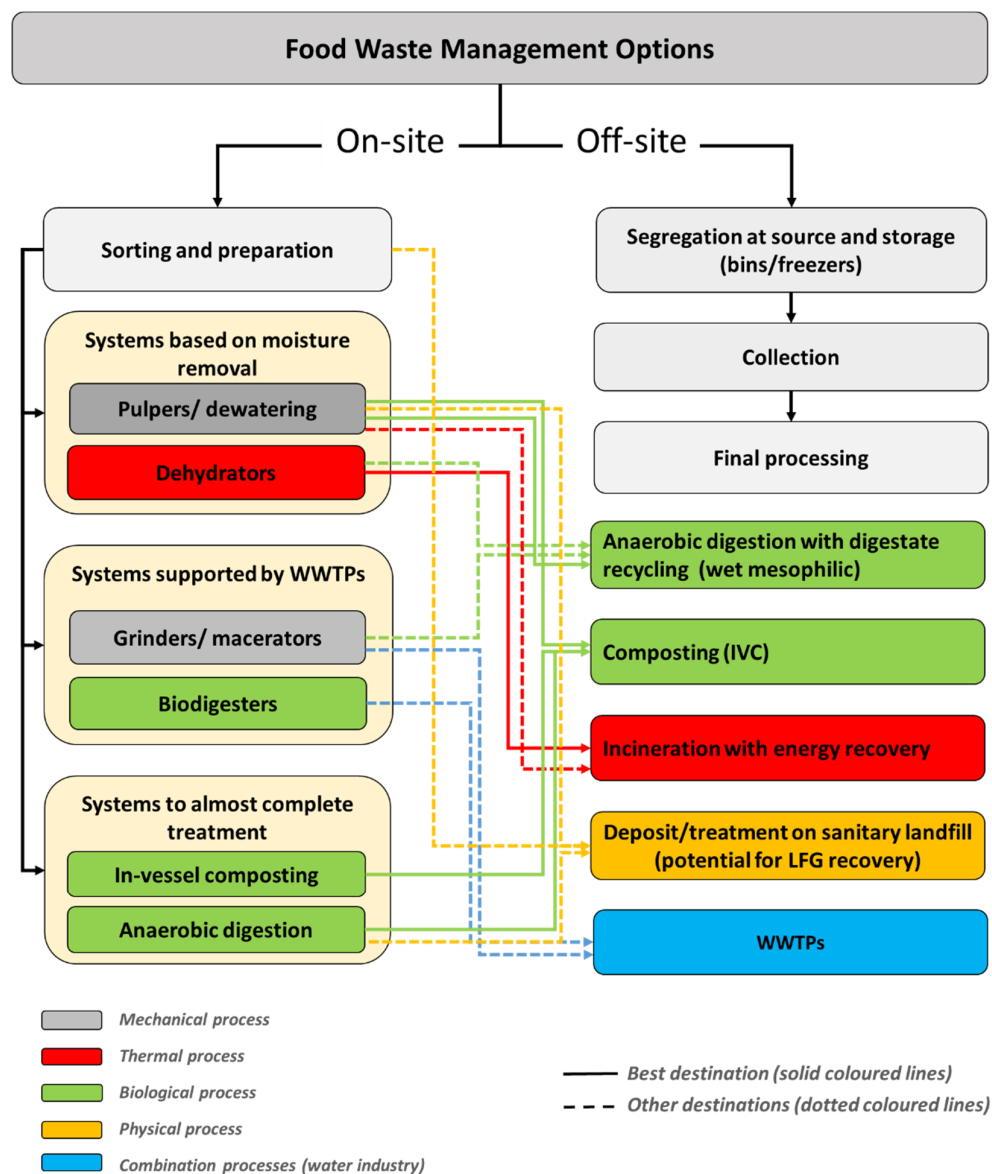 Food Waste Management Options
On-site
Off-site
Sorting and preparation
Systems based on moisture
removal
Pulpers/ dewatering
Dehydrators
Systems supported by WWTPs
Grinders/ macerators
Biodigesters
Systems to almost complete
treatment
In-vessel composting
Anaerobic digestion
Segregation at source and storage
(bins/freezers)
Collection
Final processing
Anaerobic digestion with digestate
recycling (wet mesophilic)
Composting (IVC)
Incineration with energy recovery
Deposit/treatment on sanitary landfill
(potential for LFG recovery)
WWTPs
Mechanical process
Thermal process
Biological process
Physical process
Combination processes (water industry)
Best destination (solid coloured lines)
Other destinations (dotted coloured lines)